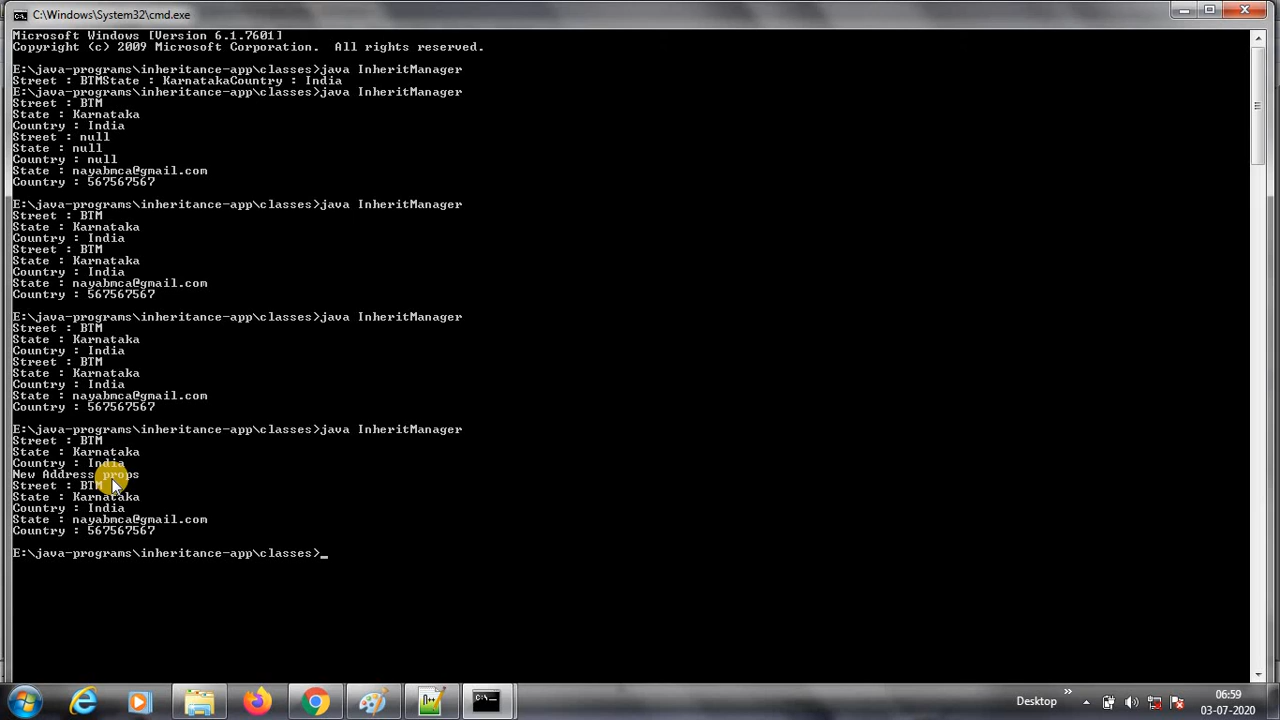 C:\Windows\System32\cmd.exe
Microsoft Windows [Version 6.1.7601]
Copyright (c) 2009 Microsoft Corporation.  All rights reserved.
E:\java-programs\inheritance-app\classes>java InheritManager
Street : BTMState : KarnatakaCountry : India
E:\java-programs\inheritance-app\classes>java InheritManager
Street : BTM
State : Karnataka
Country : India
Street : null
State : null
Country : null
State : nayabmca@gmail.com
Country : 567567567
E:\java-programs\inheritance-app\classes>java InheritManager
Street : BTM
State : Karnataka
Country : India
Street : BTM
State : Karnataka
Country : India
State : nayabmca@gmail.com
Country : 567567567
E:\java-programs\inheritance-app\classes>java InheritManager
Street : BTM
State : Karnataka
Country : India
Street : BTM
State : Karnataka
Country : India
State : nayabmca@gmail.com
Country : 567567567
E:\java-programs\inheritance-app\classes>java InheritManager
Street : BTM
State : Karnataka
Country : India
New Address props
Street : BTM
State : Karnataka
Country : India
State : nayabmca@gmail.com
Country : 567567567
E:\java-programs\inheritance-app\classes>_
Desktop
06:59
03-07-2020